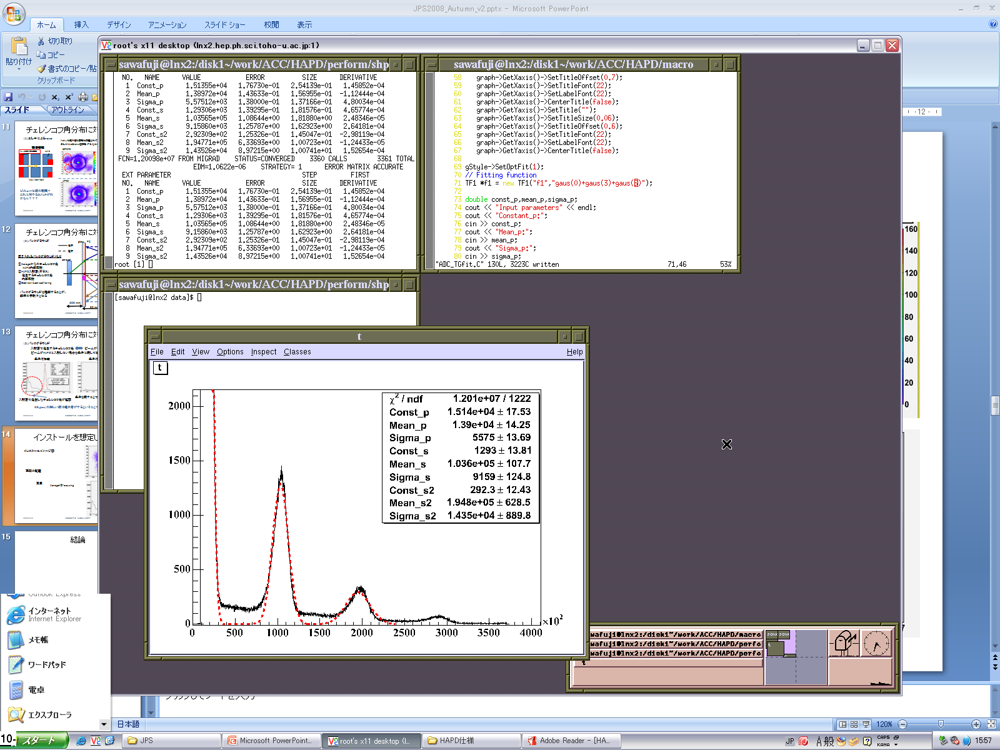 JPS2008_Autumn_v2.pptx - Microsoft PowerPoint
ホーム 挿入 デザイン アニメーション スライド ショー 校閲 表示
貼り付け
切り取り
コピー
書式のコピー/貼
クリップボード
スライド アウトライン
root's x11 desktop (lnx2.hep.ph.sci.toho-u.ac.jp:1)
sawafuji@lnx2:/disk1~/work/ACC/HAPD/perform/shp
NO. NAME VALUE ERROR SIZE DERIVATIVE
1 Const_p 1.51355e+04 1.76730e-01 2.54139e-01 1.45852e-04
2 Mean_p 1.38972e+04 1.43633e-01 1.56955e-01 -1.12444e-04
3 Sigma_p 5.57512e+03 1.38000e-01 1.37166e-01 4.80034e-04
4 Const_s 1.29306e+03 1.39295e-01 1.81576e-01 4.65774e-04
5 Mean_s 1.03565e+05 1.08644e+00 1.81880e+00 2.48346e-05
6 Sigma_s 9.15860e+03 1.25787e+00 1.62923e+00 2.64181e-04
7 Const_s2 2.92309e+02 1.25326e-01 1.45047e-01 -2.98119e-04
8 Mean_s2 1.94771e+05 6.33693e+00 1.00723e+01 -1.24433e-05
9 Sigma_s2 1.43526e+04 8.97215e+00 1.00741e+01 1.52654e-04
FCN=1.20098e+07 FROM MIGRAD STATUS=CONVERGED 3360 CALLS 3361 TOTAL
EDM=1.0622e-06 STRATEGY= 1 ERROR MATRIX ACCURATE
EXT PARAMETER STEP FIRST
NO. NAME VALUE ERROR SIZE DERIVATIVE
1 Const_p 1.51355e+04 1.76730e-01 2.54139e-01 1.45852e-04
2 Mean_p 1.38972e+04 1.43633e-01 1.56955e-01 -1.12444e-04
3 Sigma_p 5.57512e+03 1.38000e-01 1.37166e-01 4.80034e-04
4 Const_s 1.29306e+03 1.39295e-01 1.81576e-01 4.65774e-04
5 Mean_s 1.03565e+05 1.08644e+00 1.81880e+00 2.48346e-05
6 Sigma_s 9.15860e+03 1.25787e+00 1.62923e+00 2.64181e-04
7 Const_s2 2.92309e+02 1.25326e-01 1.45047e-01 -2.98119e-04
8 Mean_s2 1.94771e+05 6.33693e+00 1.00723e+01 -1.24433e-05
9 Sigma_s2 1.43526e+04 8.97215e+00 1.00741e+01 1.52654e-04
root [1]
sawafuji@lnx2:/disk1~/work/ACC/HAPD/macro
58 graph->GetXaxis()->SetTitleOffset(0.7);
59 graph->GetXaxis()->SetTitleFont(22);
60 graph->GetXaxis()->SetLabelFont(22);
61 graph->GetXaxis()->CenterTitle(false);
62 graph->GetYaxis()->SetTitle("");
63 graph->GetYaxis()->SetTitleSize(0.06);
64 graph->GetYaxis()->SetTitleOffset(0.6);
65 graph->GetYaxis()->SetTitleFont(22);
66 graph->GetYaxis()->SetLabelFont(22);
67 graph->GetYaxis()->CenterTitle(false);
68
69 gStyle->SetOptFit(1);
70 // Fitting function
71 TF1 *f1 = new TF1("f1","gaus(0)+gaus(3)+gaus(6)");
72
73 double const_p,mean_p,sigma_p;
74 cout << "Input parameters" << endl;
75 cout << "Constant_p:";
76 cin >> const_p;
77 cout << "Mean_p:";
78 cin >> mean_p;
79 cout << "Sigma_p:";
80 cin >> sigma_p;
"ADC_TGfit.C" 130L, 3223C written 71,46 53%
sawafuji@lnx2:/disk1~/work/ACC/HAPD/perform/shp
[sawafuji@lnx2 data]$
t
File Edit View Options Inspect Classes Help
t
χ2 / ndf 1.201e+07 / 1222
Const_p 1.514e+04 ± 17.53
Mean_p 1.39e+04 ± 14.25
Sigma_p 5575 ± 13.69
Const_s 1293 ± 13.81
Mean_s 1.036e+05 ± 107.7
Sigma_s 9159 ± 124.8
Const_s2 292.3 ± 12.43
Mean_s2 1.948e+05 ± 628.5
Sigma_s2 1.435e+04 ± 889.8
2000
1500
1000
500
0
0 500 1000 1500 2000 2500 3000 3500 4000 ×102
11 チェレンコフ角分布に対
12 チェレンコフ角分布に対
13 チェレンコフ角分布に対
14 インストールを想定し
15 結論
12
160
140
120
100
80
60
40
20
0
wafuji@lnx2:/disk1~/work/ACC/HAPD/macro
wafuji@lnx2:/disk1~/work/ACC/HAPD/perfo
wafuji@lnx2:/disk1~/work/ACC/HAPD/perfo
t
Outlook Express
インターネット
Internet Explorer
メモ帳
ワードパッド
電卓
エクスプローラ
日本語
120%
10-
スタート
JPS
Microsoft PowerPoint...
root's x11 desktop (l...
HAPD仕様
Adobe Reader - [HA...
JP
A 般
CAPS
KANA
15:57